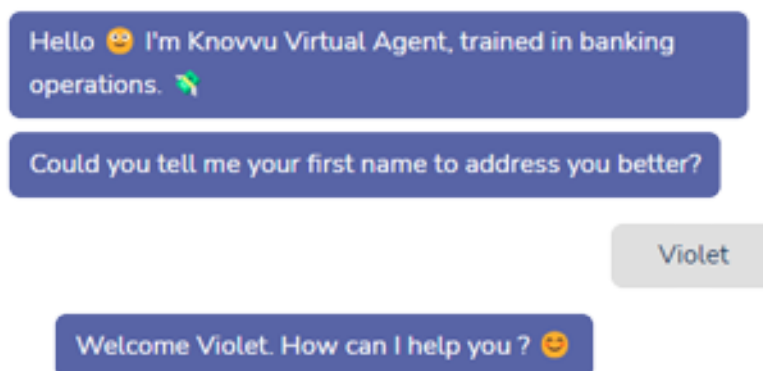 Hello 🙂 I'm Knovvu Virtual Agent, trained in banking
operations. 💸
Could you tell me your first name to address you better?
Violet
Welcome Violet. How can I help you ? 😊